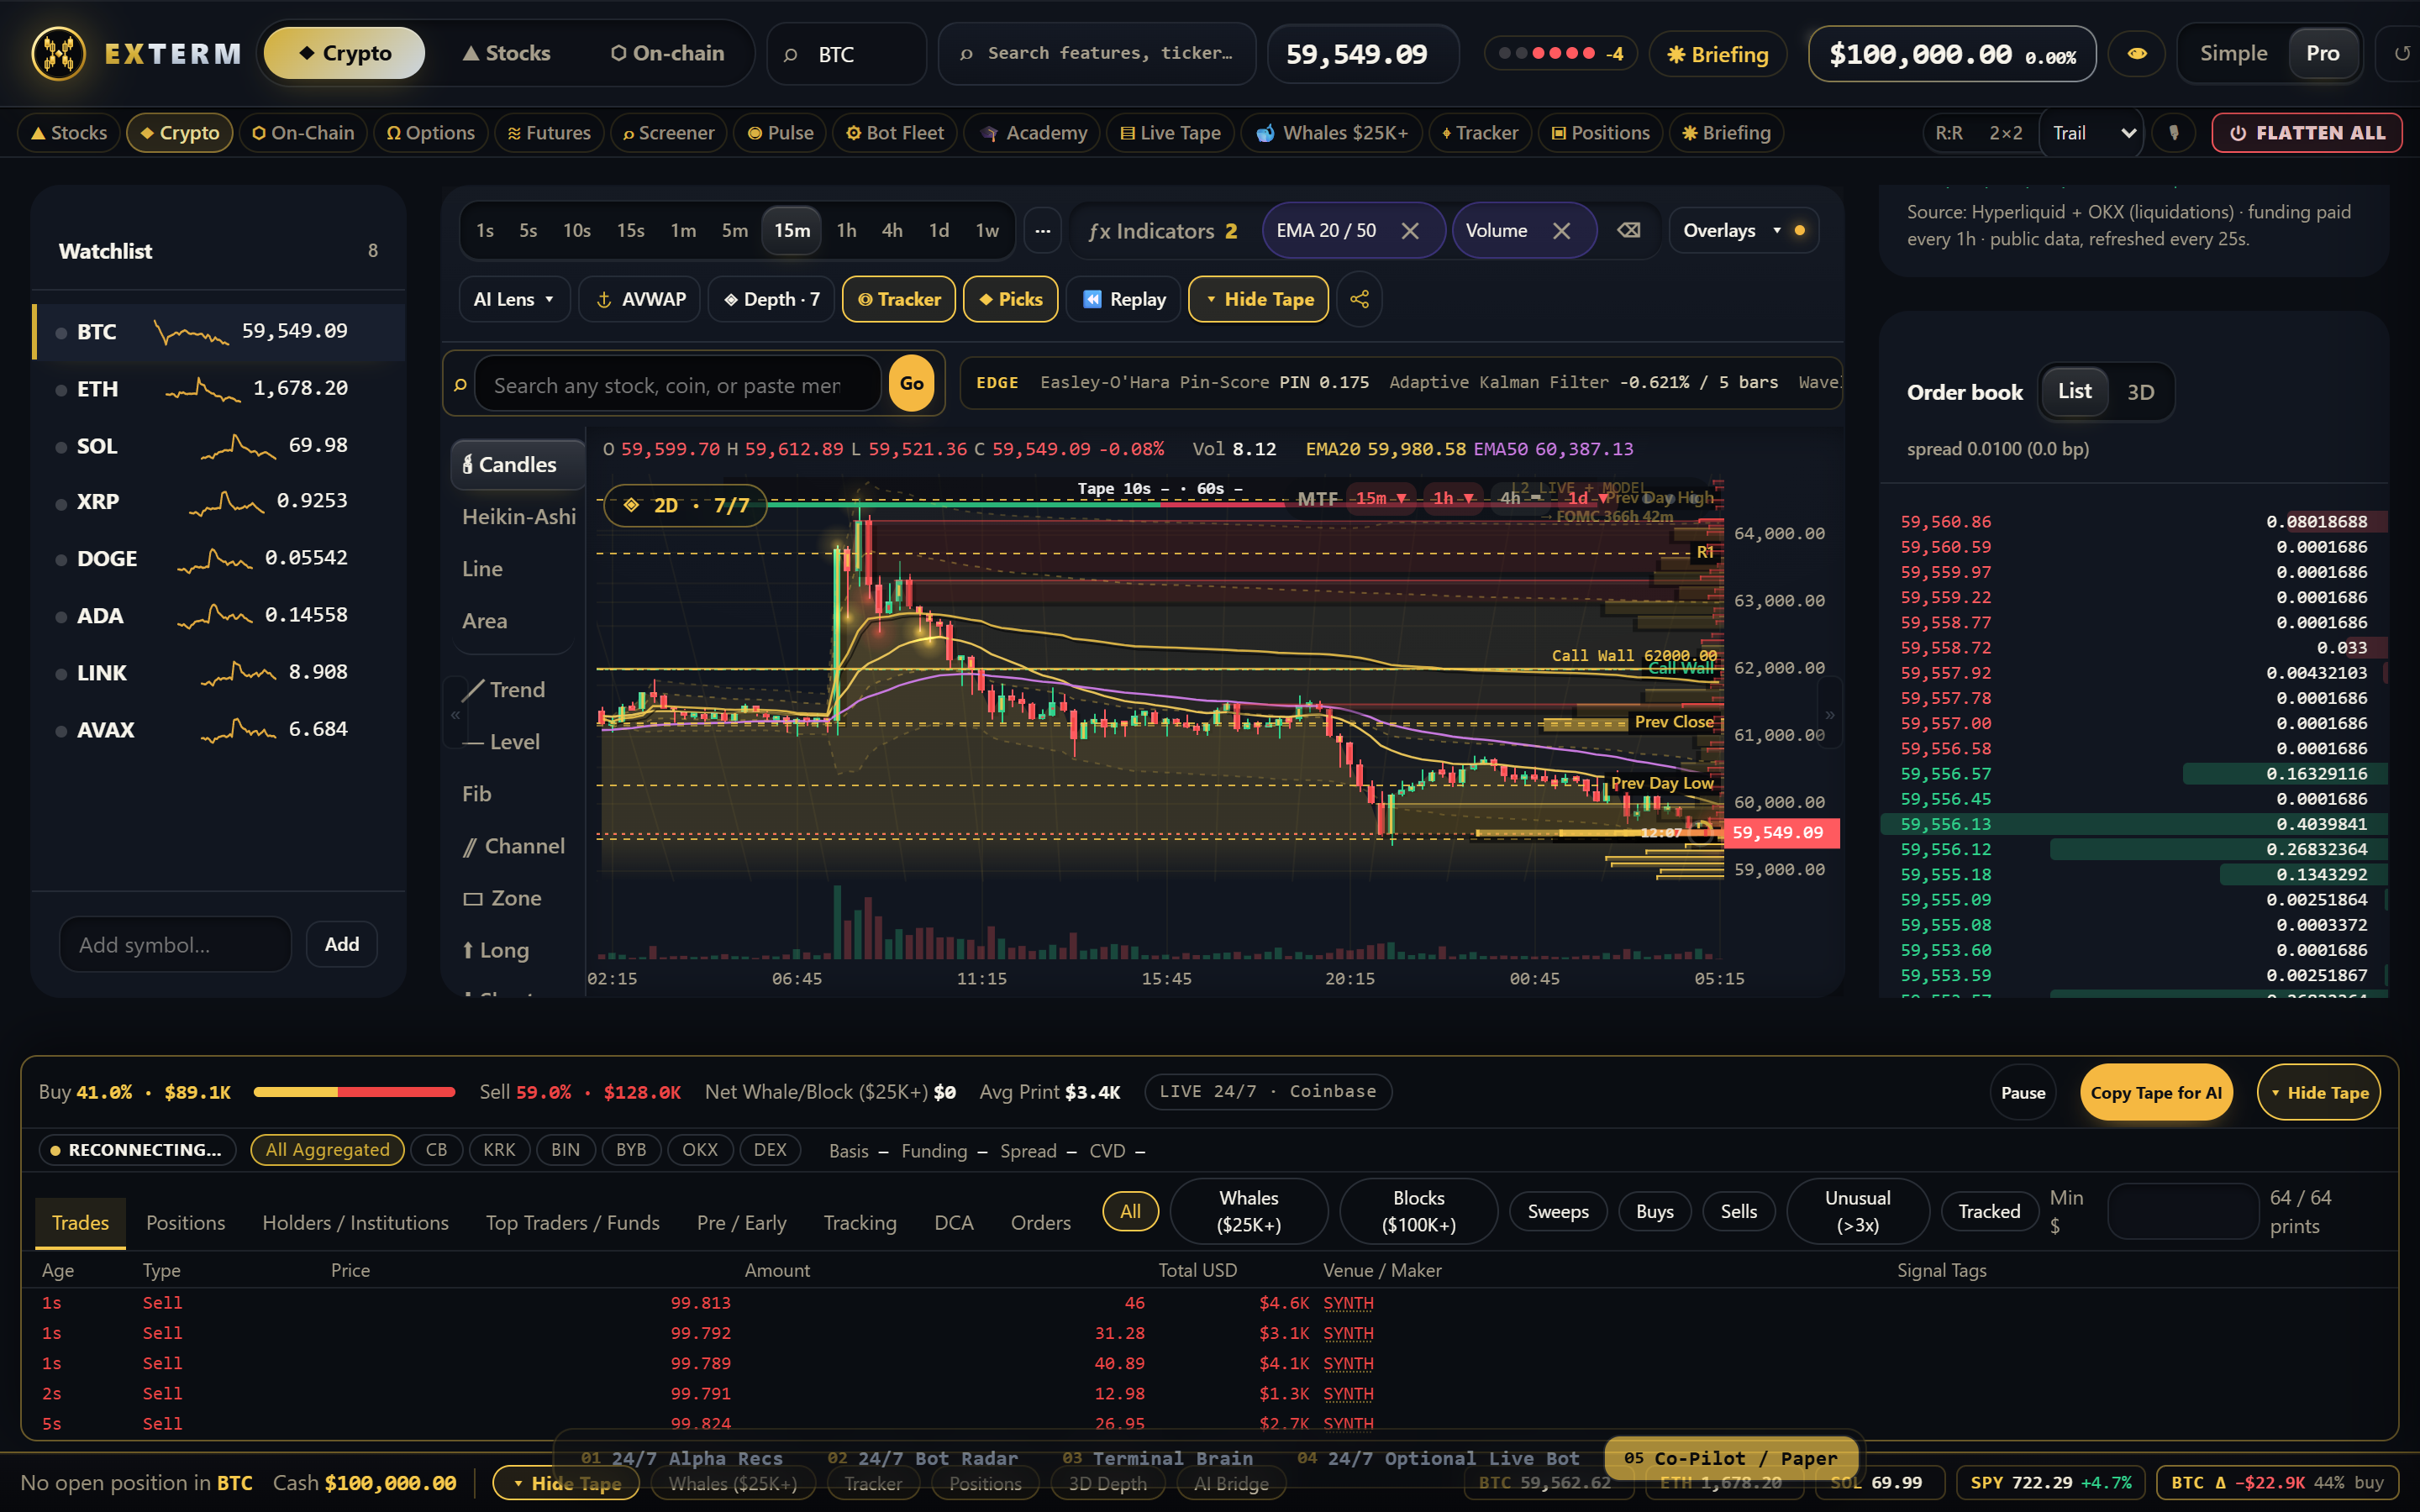 EXTERM
Crypto Stocks On-chain
BTC
Search features, ticker…
59,549.09
-4
Briefing
$100,000.00 0.00%
Simple Pro
Stocks Crypto On-Chain Options Futures Screener Pulse Bot Fleet Academy Live Tape Whales $25K+ Tracker Positions Briefing
R:R 2×2 Trail FLATTEN ALL
Watchlist 8
BTC 59,549.09
ETH 1,678.20
SOL 69.98
XRP 0.9253
DOGE 0.05542
ADA 0.14558
LINK 8.908
AVAX 6.684
Add symbol... Add
1s 5s 10s 15s 1m 5m 15m 1h 4h 1d 1w ...
ƒx Indicators 2 EMA 20 / 50 Volume Overlays
AI Lens AVWAP Depth · 7 Tracker Picks Replay Hide Tape
Search any stock, coin, or paste mer Go
EDGE Easley-O'Hara Pin-Score PIN 0.175 Adaptive Kalman Filter -0.621% / 5 bars
Candles
Heikin-Ashi
Line
Area
Trend
Level
Fib
Channel
Zone
Long
O 59,599.70 H 59,612.89 L 59,521.36 C 59,549.09 -0.08% Vol 8.12 EMA20 59,980.58 EMA50 60,387.13
2D · 7/7
Tape 10s – · 60s –
MTF 15m ▼ 1h ▼ 4h 1d ▼
L2 LIVE + MODEL
Prev Day High
→ FOMC 366h 42m
R1
Call Wall 62000.00
Call Wall
Prev Close
Prev Day Low
12:07
64,000.00
63,000.00
62,000.00
61,000.00
60,000.00
59,549.09
59,000.00
02:15 06:45 11:15 15:45 20:15 00:45 05:15
Source: Hyperliquid + OKX (liquidations) · funding paid
every 1h · public data, refreshed every 25s.
Order book List 3D
spread 0.0100 (0.0 bp)
59,560.86 0.08018688
59,560.59 0.0001686
59,559.97 0.0001686
59,559.22 0.0001686
59,558.77 0.0001686
59,558.72 0.033
59,557.92 0.00432103
59,557.78 0.0001686
59,557.00 0.0001686
59,556.58 0.0001686
59,556.57 0.16329116
59,556.45 0.0001686
59,556.13 0.4039841
59,556.12 0.26832364
59,555.18 0.1343292
59,555.09 0.00251864
59,555.08 0.0003372
59,553.60 0.0001686
59,553.59 0.00251867
Buy 41.0% · $89.1K Sell 59.0% · $128.0K Net Whale/Block ($25K+) $0 Avg Print $3.4K LIVE 24/7 · Coinbase
Pause Copy Tape for AI Hide Tape
RECONNECTING... All Aggregated CB KRK BIN BYB OKX DEX Basis – Funding – Spread – CVD –
Trades Positions Holders / Institutions Top Traders / Funds Pre / Early Tracking DCA Orders
All Whales ($25K+) Blocks ($100K+) Sweeps Buys Sells Unusual (>3x) Tracked Min $ 64 / 64 prints
Age Type Price Amount Total USD Venue / Maker Signal Tags
1s Sell 99.813 46 $4.6K SYNTH
1s Sell 99.792 31.28 $3.1K SYNTH
1s Sell 99.789 40.89 $4.1K SYNTH
2s Sell 99.791 12.98 $1.3K SYNTH
5s Sell 99.824 26.95 $2.7K SYNTH
01 24/7 Alpha Recs 02 24/7 Bot Radar 03 Terminal Brain 04 24/7 Optional Live Bot 05 Co-Pilot / Paper
No open position in BTC Cash $100,000.00 Hide Tape Whales ($25K+) Tracker Positions 3D Depth AI Bridge
BTC 59,562.62 ETH 1,678.20 SOL 69.99 SPY 722.29 +4.7% BTC Δ −$22.9K 44% buy